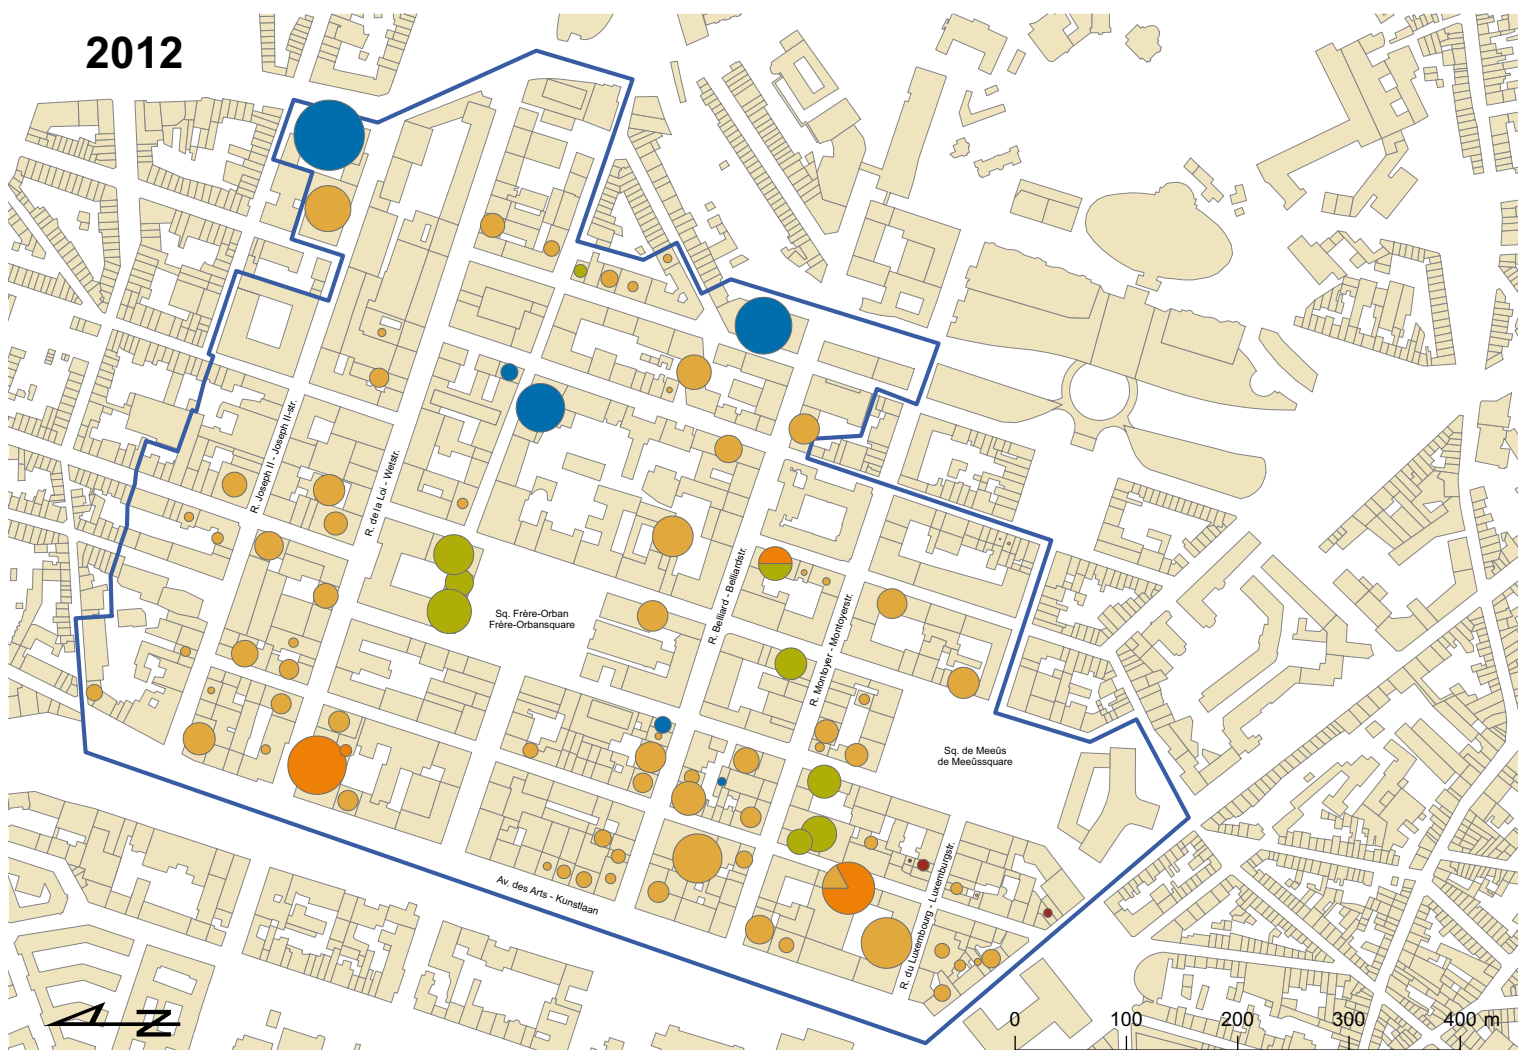 2012
R. Joseph II - Joseph II-str.
R. de la Loi - Wetstr.
Sq. Frère-Orban
Frère-Orbansquare
R. Belliard - Belliardstr.
R. Montoyer - Montoyerstr.
Sq. de Meeûs
de Meeûssquare
Av. des Arts - Kunstlaan
R. du Luxembourg - Luxemburgstr.
N
0 100 200 300 400 m